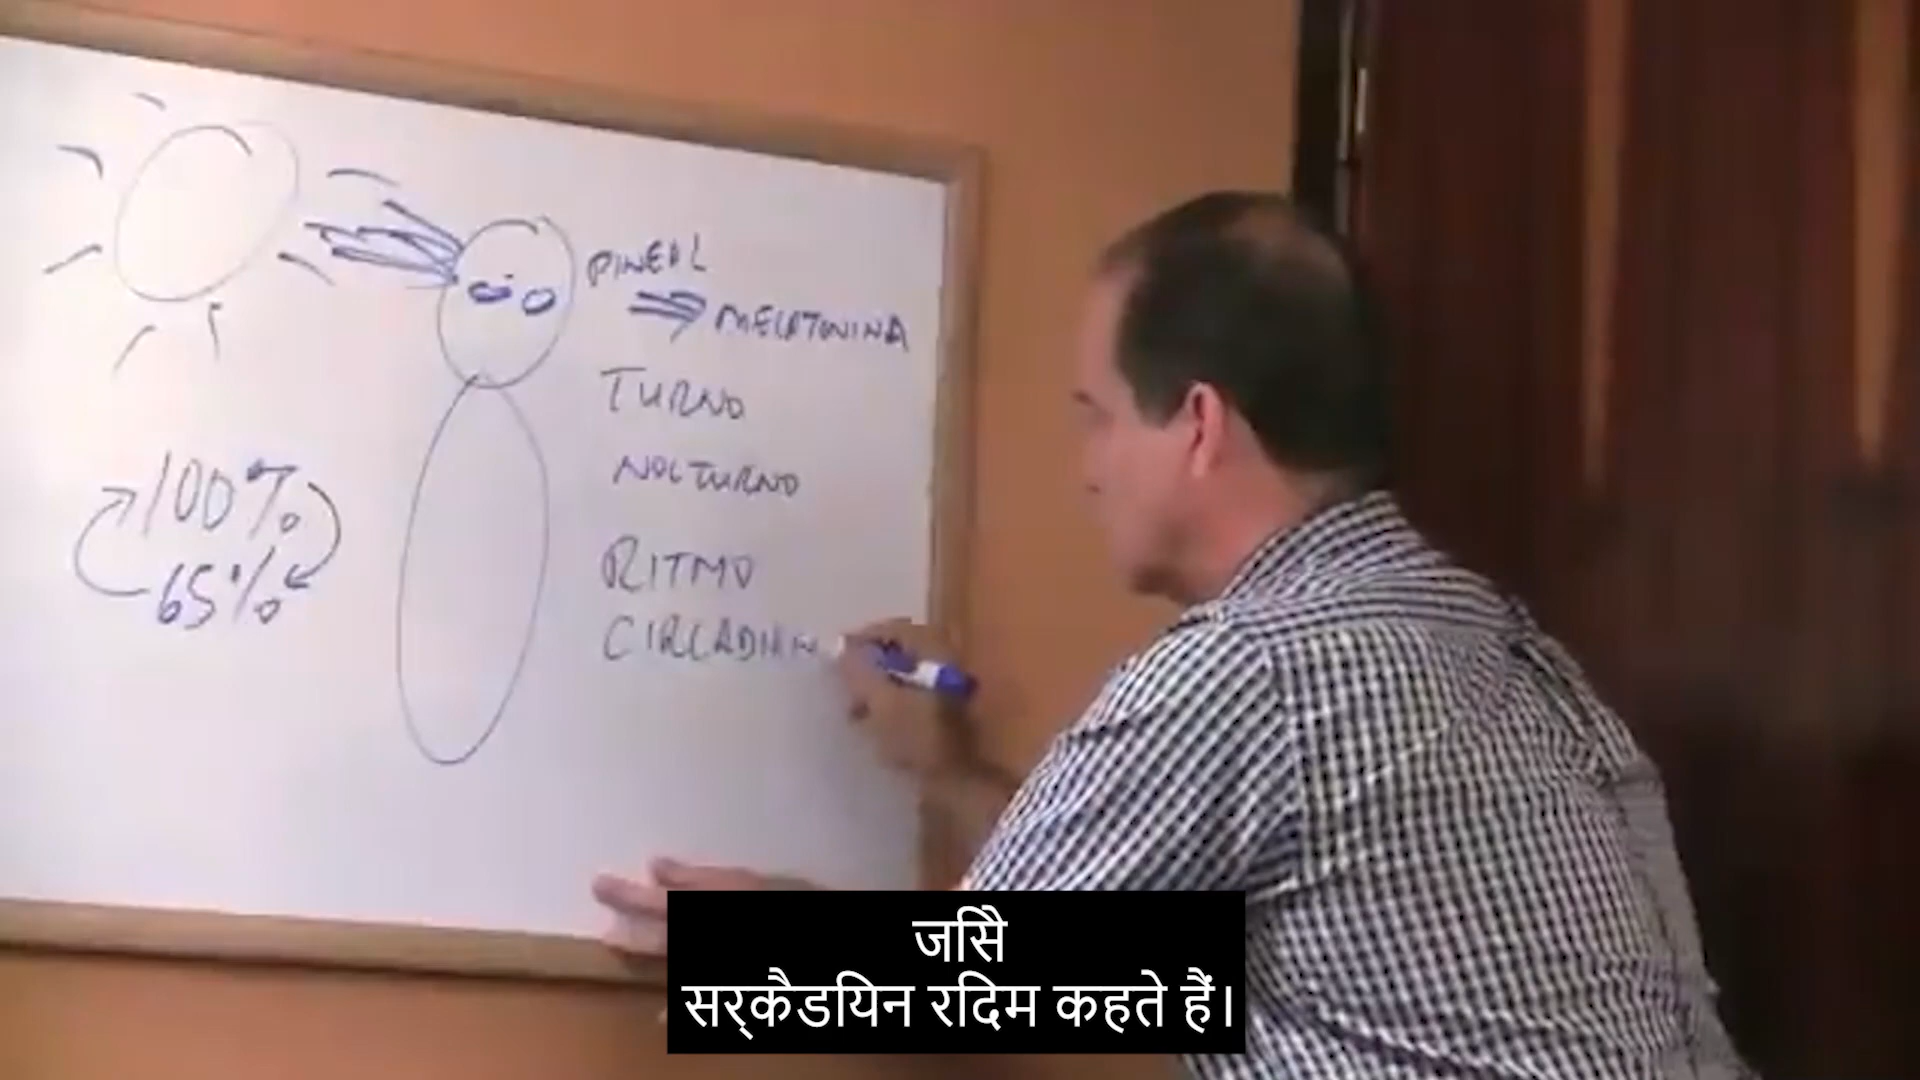 PINEAL
MELATONINA
TURNO
NOCTURNO
100%
65%
RITMO
CIRCADIAN
जिसे
सर्कैडियन रिदम कहते हैं।